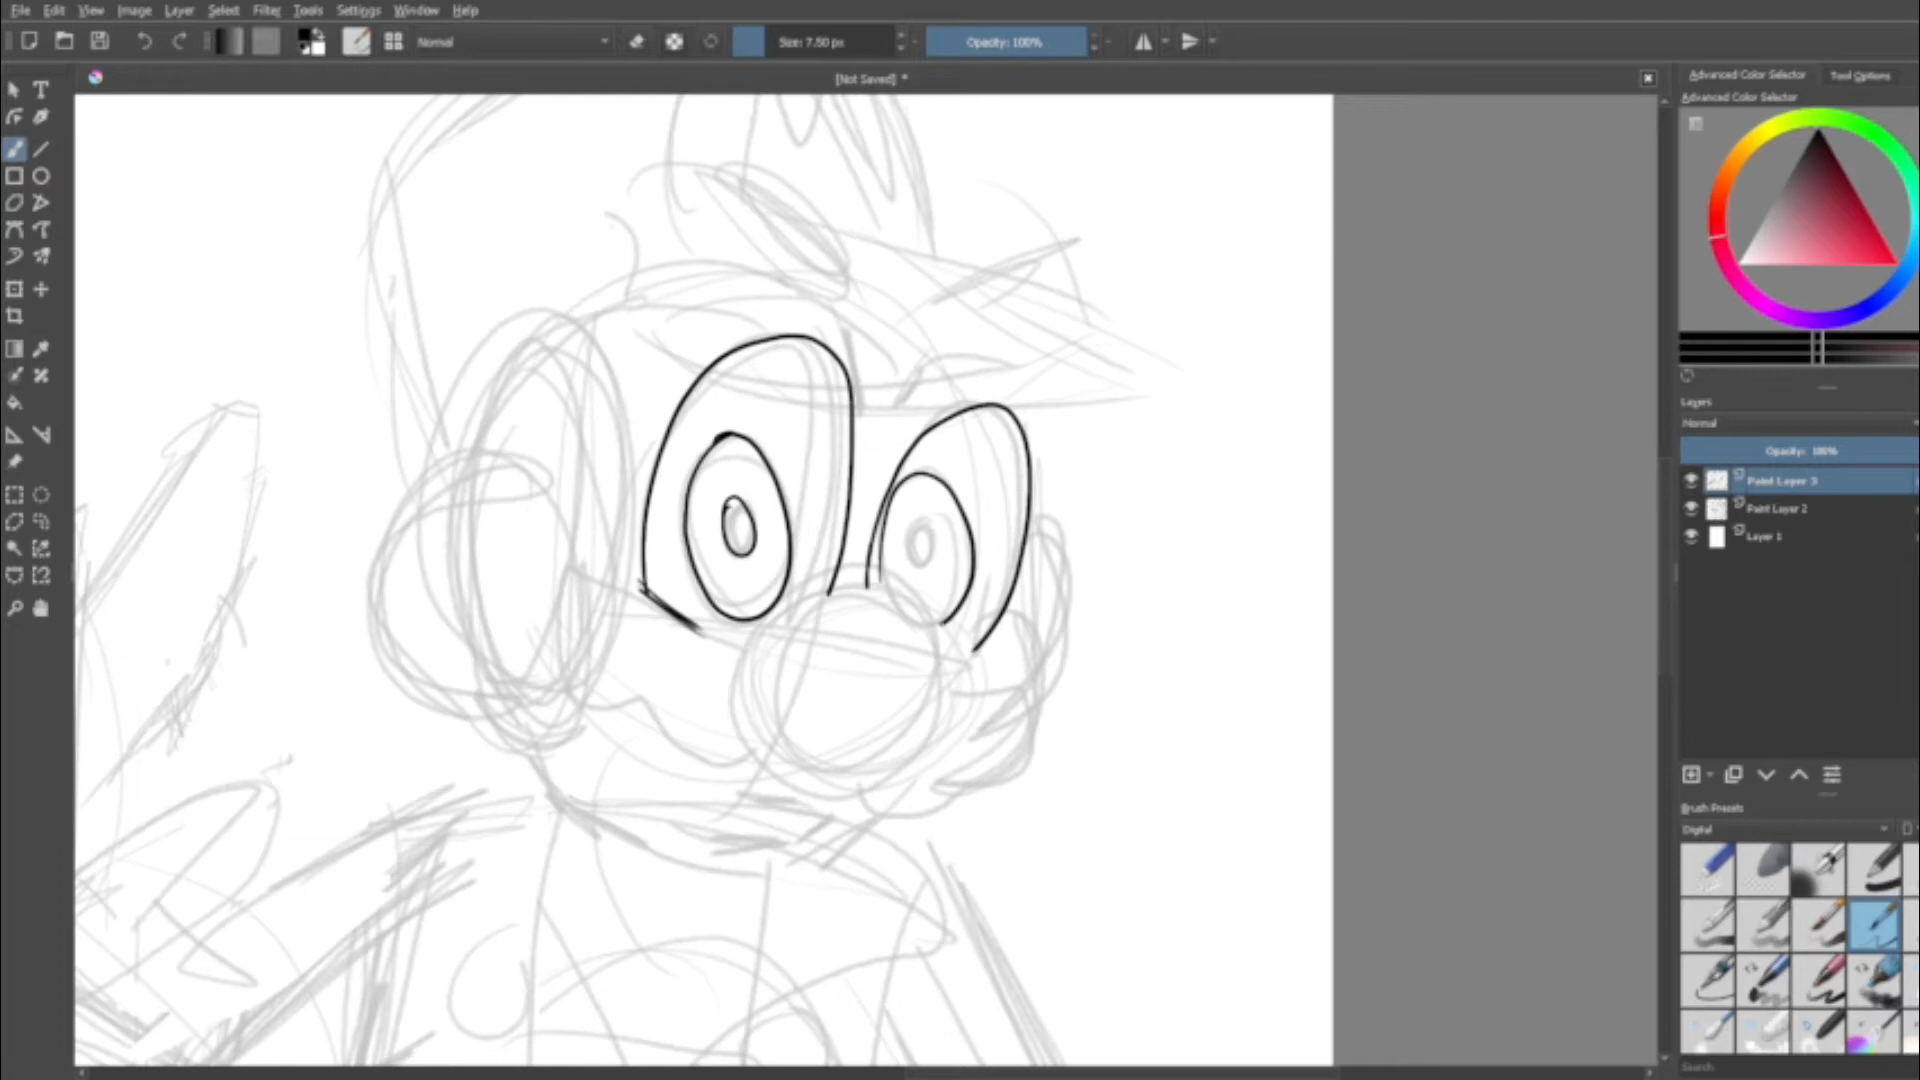 File Edit View Image Layer Select Filter Tools Settings Window Help
Normal Size: 7.50 px Opacity: 100%
[Not Saved] *
Advanced Color Selector Tool Options
Advanced Color Selector
Layers
Normal
Opacity: 100%
Paint Layer 3
Paint Layer 2
Layer 1
Brush Presets
Digital
Search